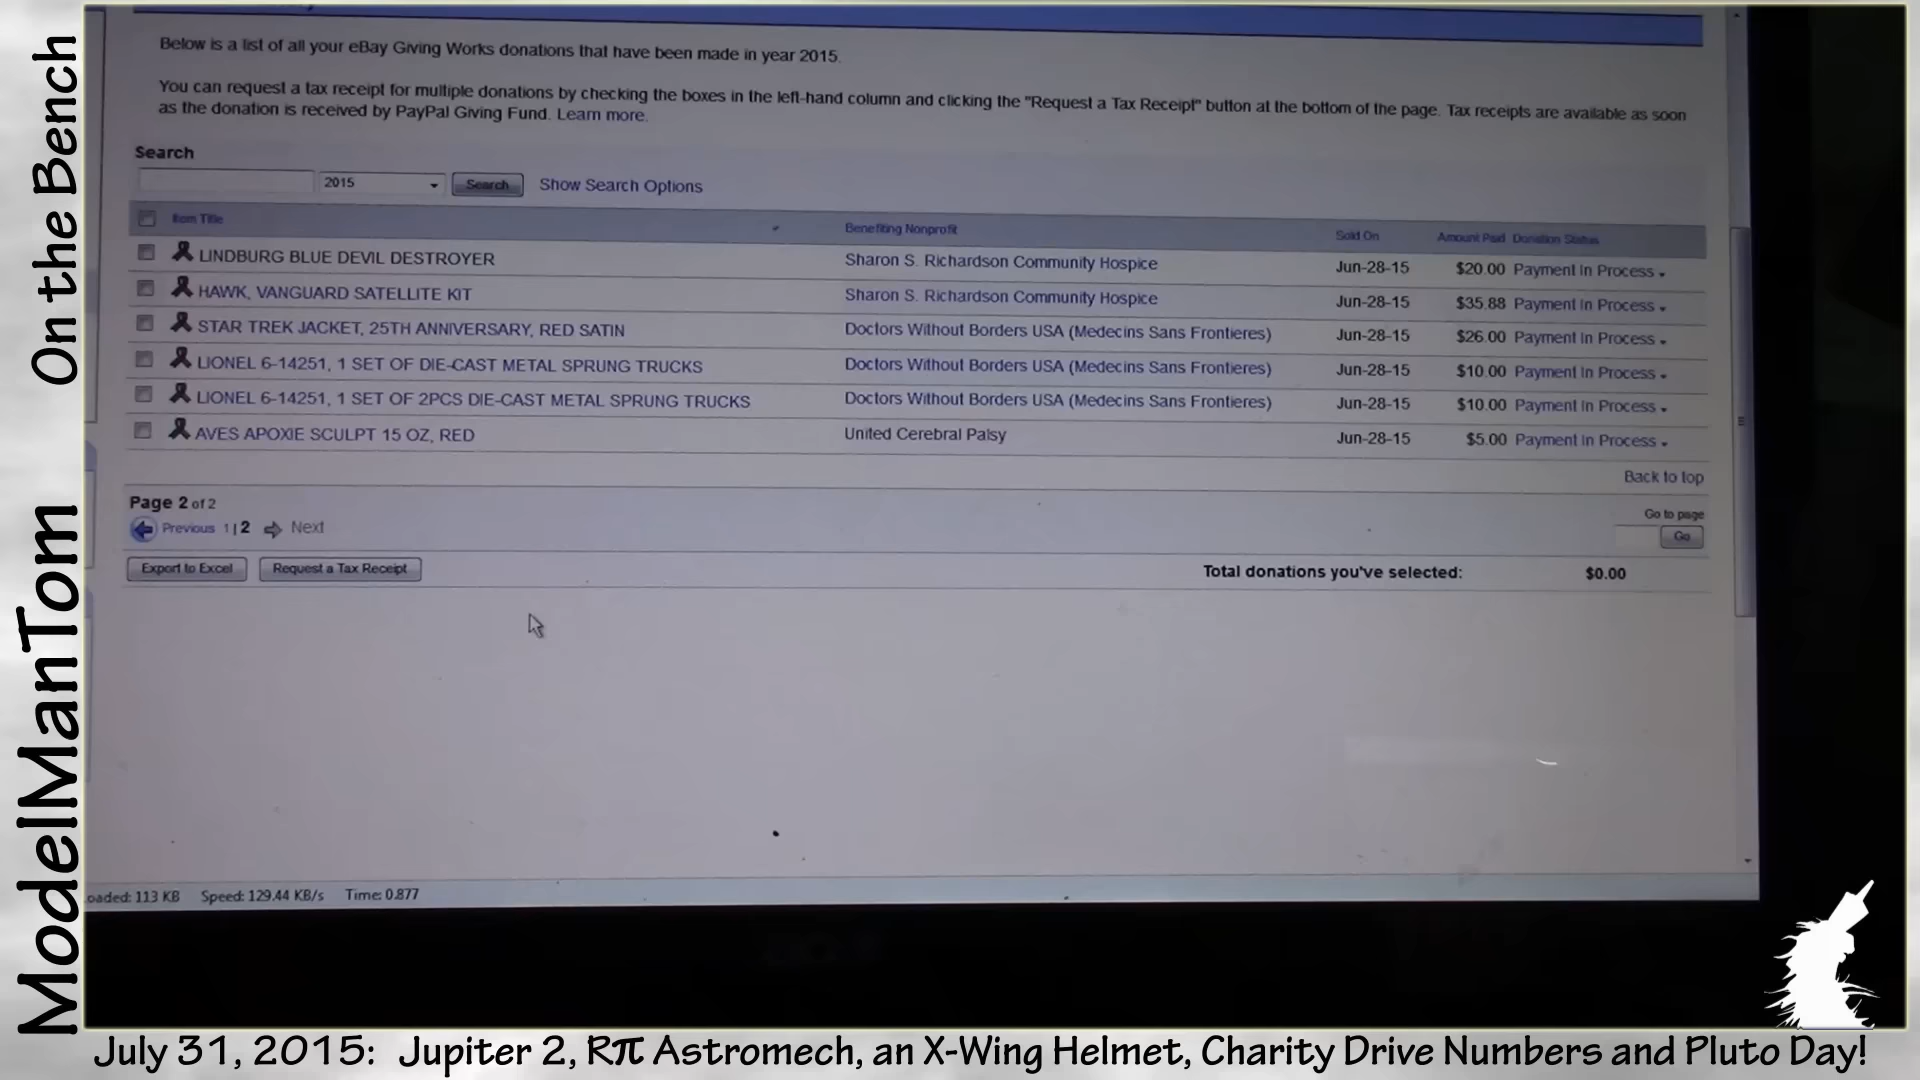 On the Bench
ModelManTom
Below is a list of all your eBay Giving Works donations that have been made in year 2015.
You can request a tax receipt for multiple donations by checking the boxes in the left-hand column and clicking the "Request a Tax Receipt" button at the bottom of the page. Tax receipts are available as soon
as the donation is received by PayPal Giving Fund. Learn more.
Search
2015 Search Show Search Options
Item Title Benefiting Nonprofit Sold On Amount Paid Donation Status
LINDBURG BLUE DEVIL DESTROYER Sharon S. Richardson Community Hospice Jun-28-15 $20.00 Payment In Process
HAWK, VANGUARD SATELLITE KIT Sharon S. Richardson Community Hospice Jun-28-15 $35.88 Payment In Process
STAR TREK JACKET, 25TH ANNIVERSARY, RED SATIN Doctors Without Borders USA (Medecins Sans Frontieres) Jun-28-15 $26.00 Payment In Process
LIONEL 6-14251, 1 SET OF DIE-CAST METAL SPRUNG TRUCKS Doctors Without Borders USA (Medecins Sans Frontieres) Jun-28-15 $10.00 Payment In Process
LIONEL 6-14251, 1 SET OF 2PCS DIE-CAST METAL SPRUNG TRUCKS Doctors Without Borders USA (Medecins Sans Frontieres) Jun-28-15 $10.00 Payment In Process
AVES APOXIE SCULPT 15 OZ, RED United Cerebral Palsy Jun-28-15 $5.00 Payment In Process
Back to top
Page 2 of 2
Go to page
Previous 1 | 2 Next
Go
Export to Excel Request a Tax Receipt
Total donations you've selected: $0.00
oaded: 113 KB Speed: 129.44 KB/s Time: 0.877
July 31, 2015: Jupiter 2, Rπ Astromech, an X-Wing Helmet, Charity Drive Numbers and Pluto Day!